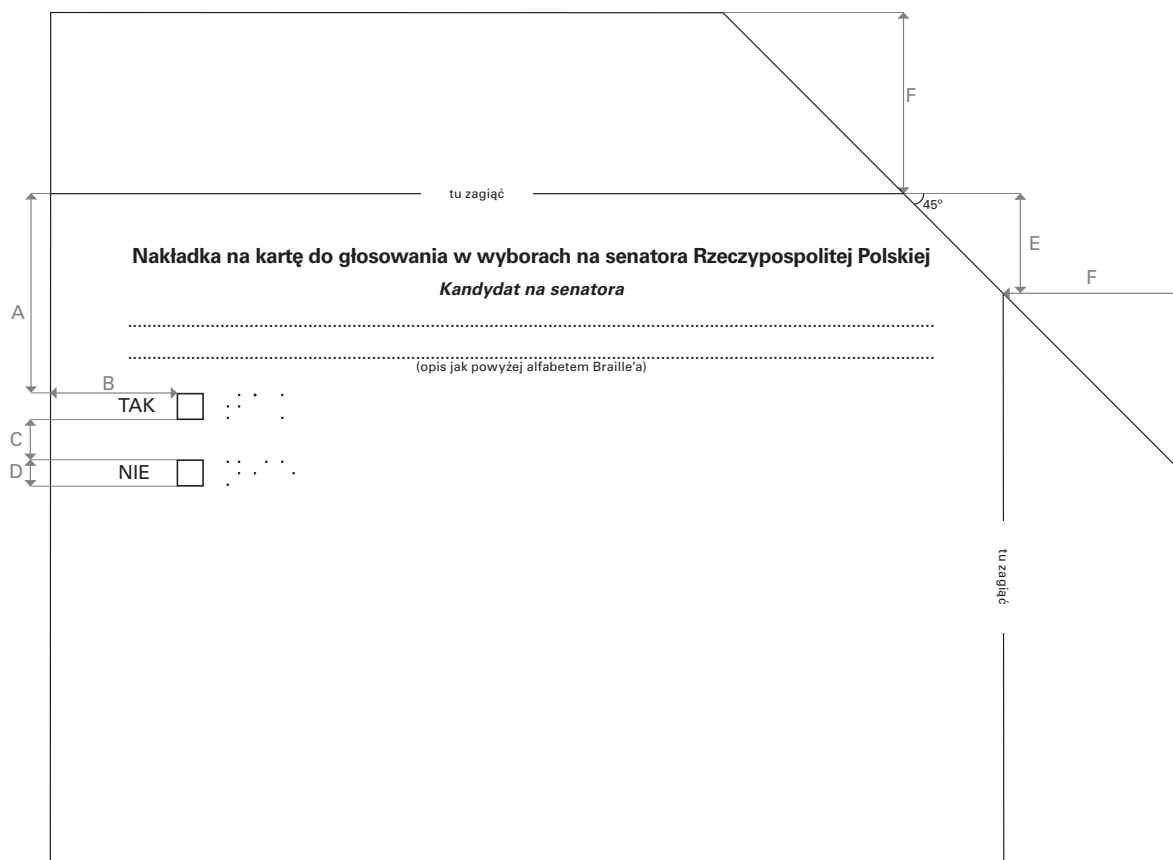 F
tu zagiąć
45°
E
Nakładka na kartę do głosowania w wyborach na senatora Rzeczypospolitej Polskiej
F
Kandydat na senatora
A
(opis jak powyżej alfabetem Braille'a)
B
TAK
C
D
NIE
tu zagiąć